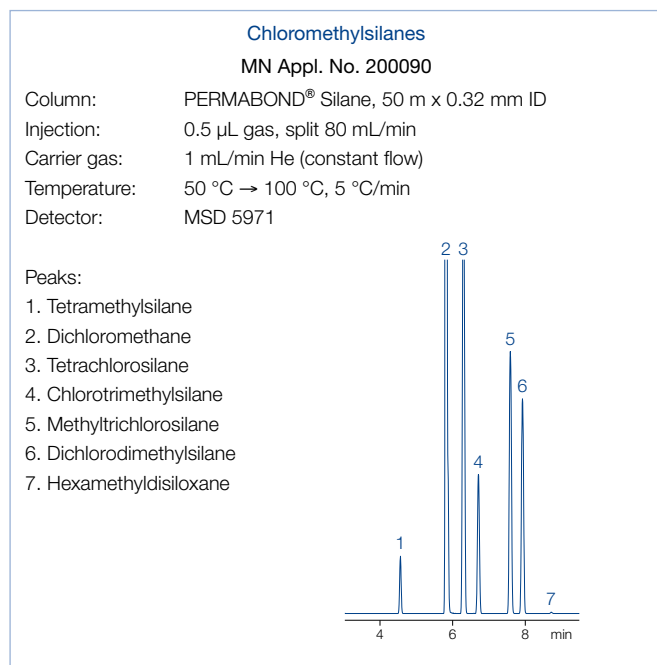 Chloromethylsilanes
MN Appl. No. 200090
Column: PERMABOND® Silane, 50 m x 0.32 mm ID
Injection: 0.5 µL gas, split 80 mL/min
Carrier gas: 1 mL/min He (constant flow)
Temperature: 50 °C → 100 °C, 5 °C/min
Detector: MSD 5971
Peaks:
1. Tetramethylsilane
2. Dichloromethane
3. Tetrachlorosilane
4. Chlorotrimethylsilane
5. Methyltrichlorosilane
6. Dichlorodimethylsilane
7. Hexamethyldisiloxane
2 3
5
6
4
1
7
4 6 8 min